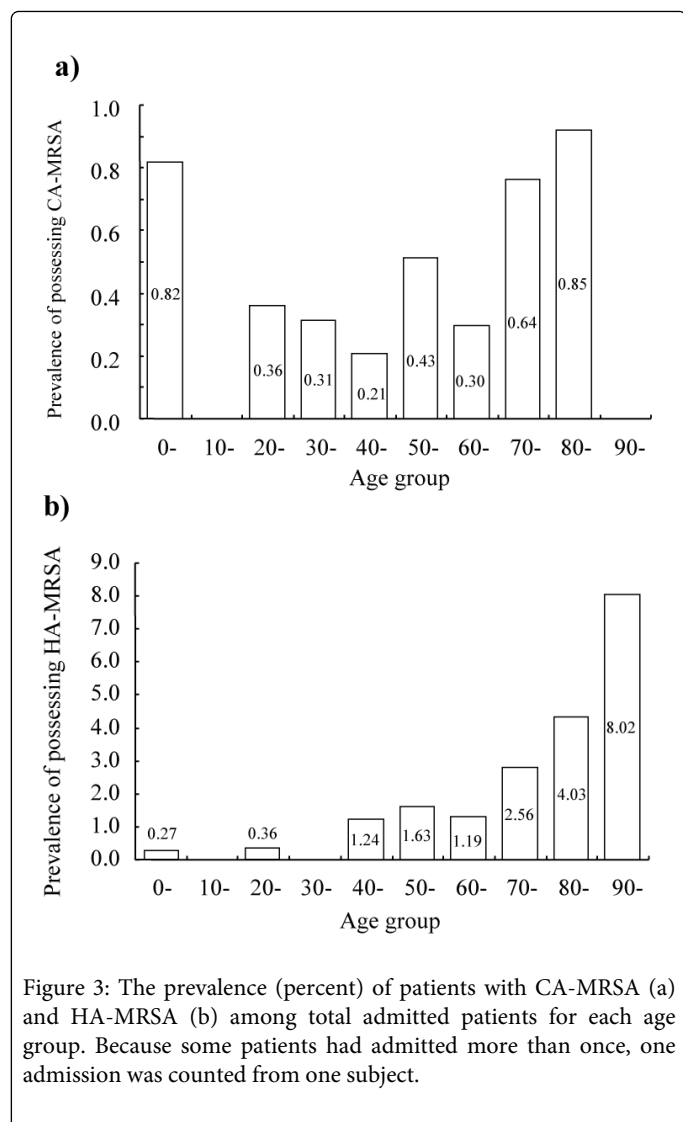 a)
Prevalence of possessing CA-MRSA
1.0
0.8
0.6
0.4
0.2
0.0
0.82
0.36
0.31
0.21
0.43
0.30
0.64
0.85
0- 10- 20- 30- 40- 50- 60- 70- 80- 90-
Age group
b)
Prevalence of possessing HA-MRSA
9.0
8.0
7.0
6.0
5.0
4.0
3.0
2.0
1.0
0.0
0.27
0.36
1.24
1.63
1.19
2.56
4.03
8.02
0- 10- 20- 30- 40- 50- 60- 70- 80- 90-
Age group
Figure 3: The prevalence (percent) of patients with CA-MRSA (a)
and HA-MRSA (b) among total admitted patients for each age
group. Because some patients had admitted more than once, one
admission was counted from one subject.